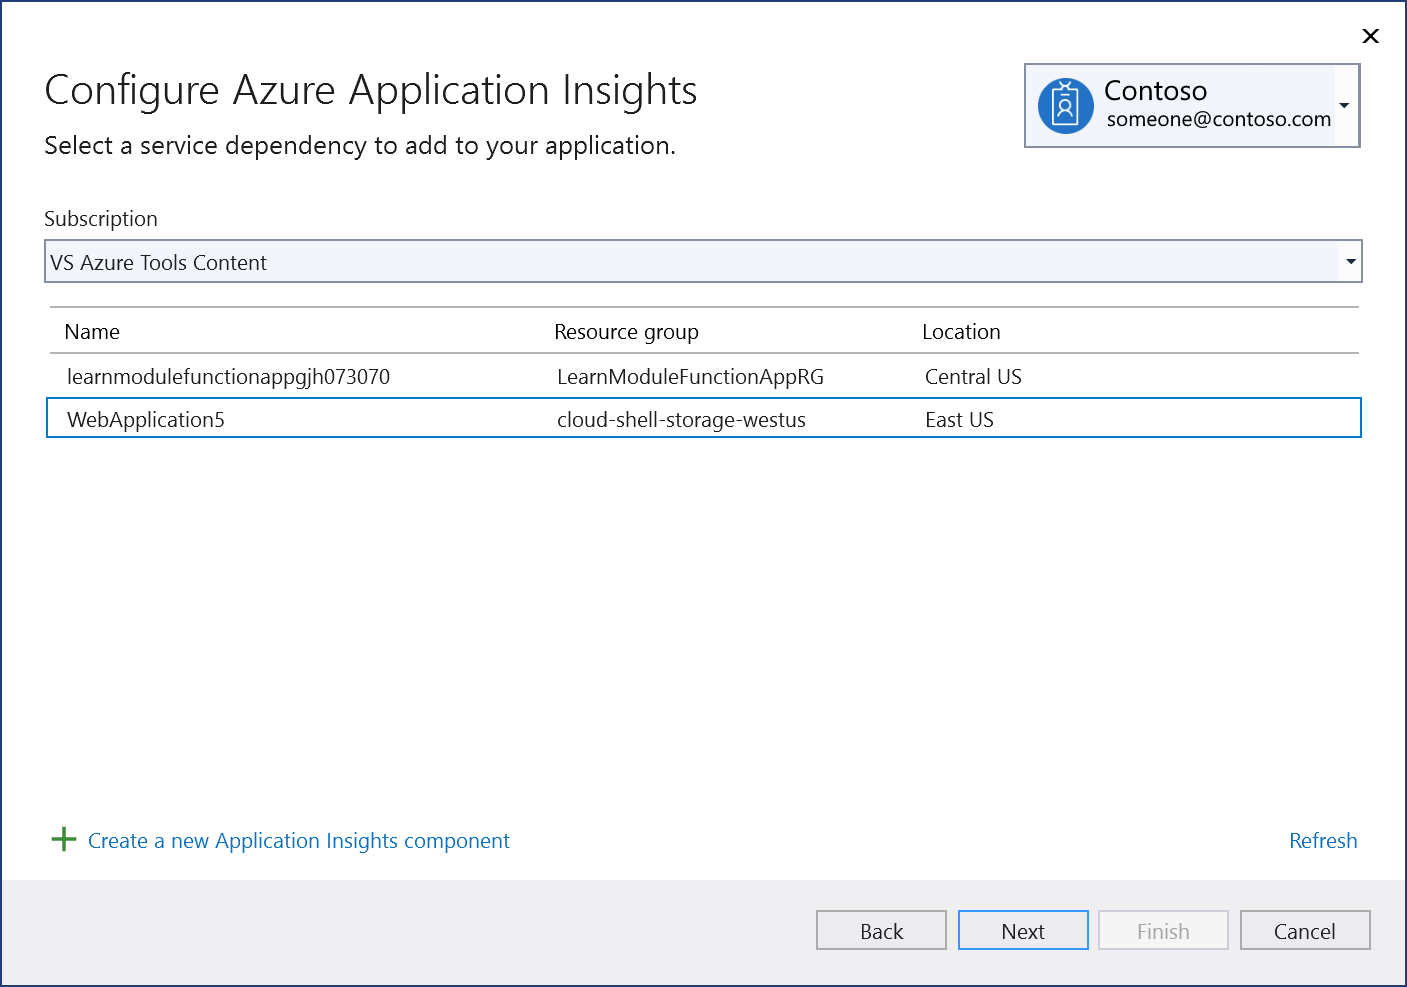 Configure Azure Application Insights
Select a service dependency to add to your application.
Contoso
someone@contoso.com
Subscription
VS Azure Tools Content
Name Resource group Location
learnmodulefunctionappgjh073070 LearnModuleFunctionAppRG Central US
WebApplication5 cloud-shell-storage-westus East US
Create a new Application Insights component Refresh
Back Next Finish Cancel